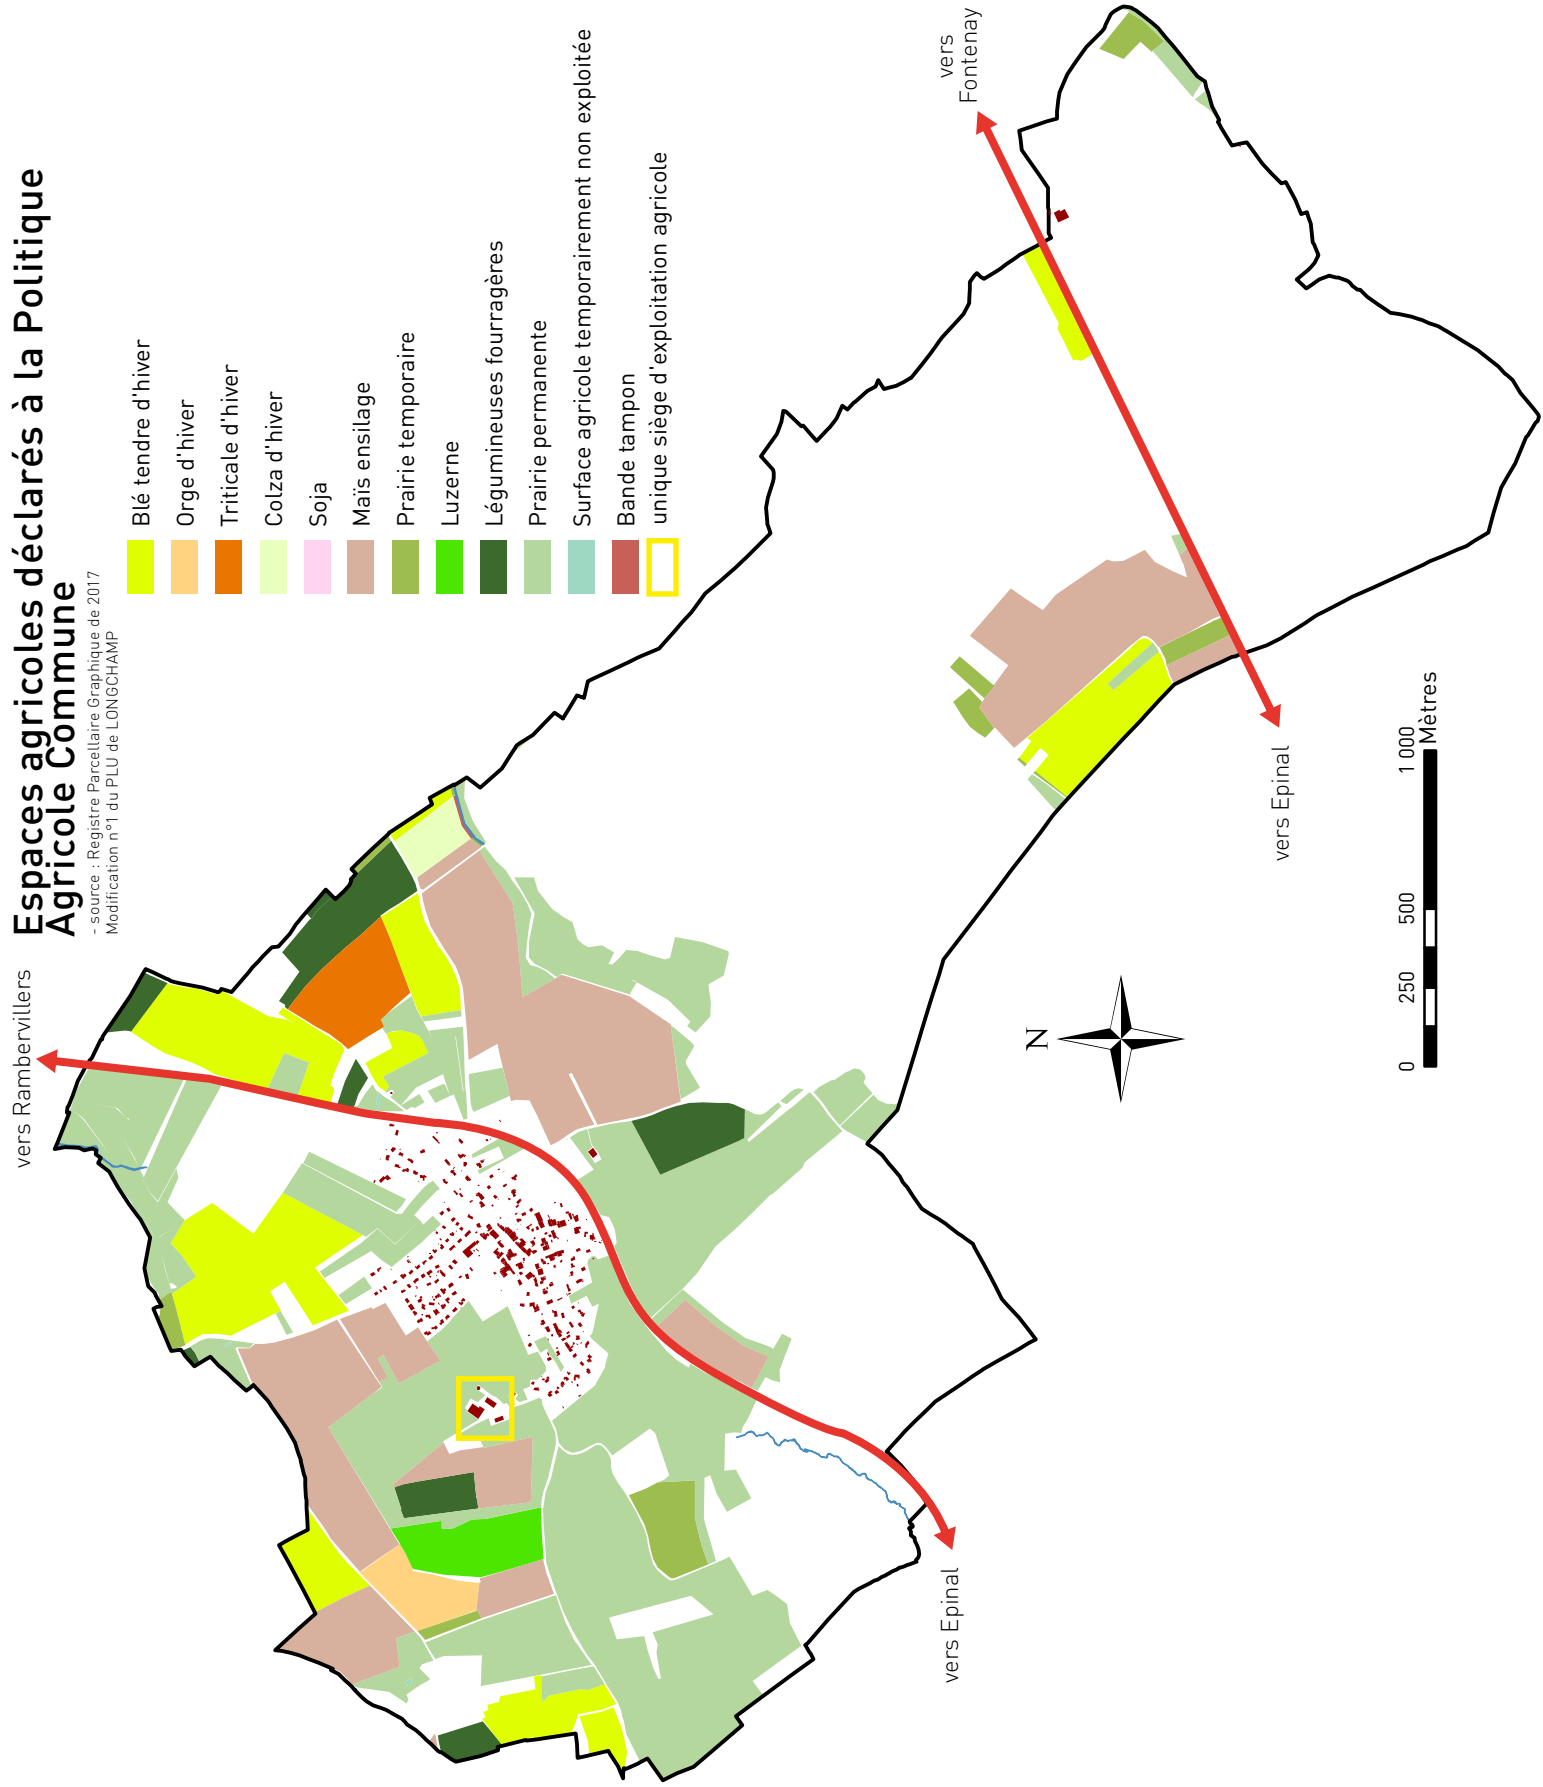 Espaces agricoles déclarés à la Politique
Agricole Commune
- source : Registre Parcellaire Graphique de 2017
Modification n°1 du PLU de LONGCHAMP
Blé tendre d'hiver
Orge d'hiver
Triticale d'hiver
Colza d'hiver
Soja
Maïs ensilage
Prairie temporaire
Luzerne
Légumineuses fourragères
Prairie permanente
Surface agricole temporairement non exploitée
Bande tampon
unique siège d'exploitation agricole
vers Rambervillers
vers
Fontenay
vers Epinal
vers Epinal
N
0 250 500 1 000
Mètres